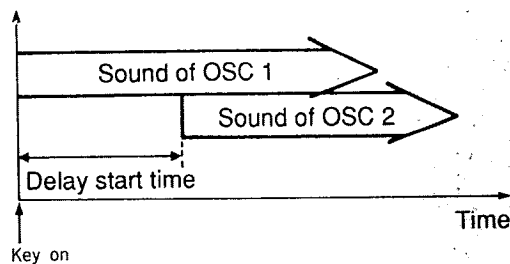 Sound of OSC 1
Sound of OSC 2
Delay start time
Time
Key on